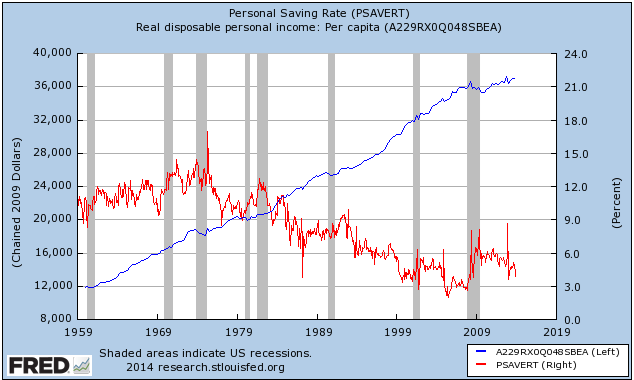 Personal Saving Rate (PSAVERT)
Real disposable personal income: Per capita (A229RX0Q048SBEA)
40,000
36,000
32,000
28,000
24,000
20,000
16,000
12,000
8,000
(Chained 2009 Dollars)
24.0
21.0
18.0
15.0
12.0
9.0
6.0
3.0
0.0
(Percent)
1959 1969 1979 1989 1999 2009 2019
FRED
Shaded areas indicate US recessions.
2014 research.stlouisfed.org
A229RX0Q048SBEA (Left)
PSAVERT (Right)